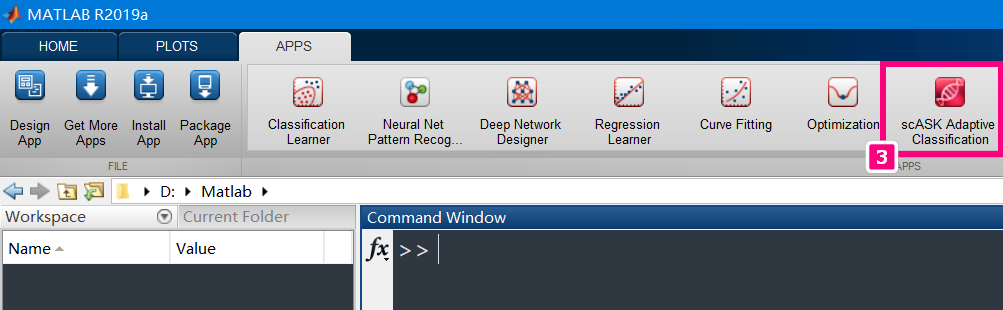 MATLAB R2019a
HOME PLOTS APPS
Design App
Get More Apps
Install App
Package App
Classification Learner
Neural Net Pattern Recog...
Deep Network Designer
Regression Learner
Curve Fitting
Optimization
scASK Adaptive Classification
3
FILE
APPS
D: Matlab
Workspace
Current Folder
Command Window
Name
Value
fx >>